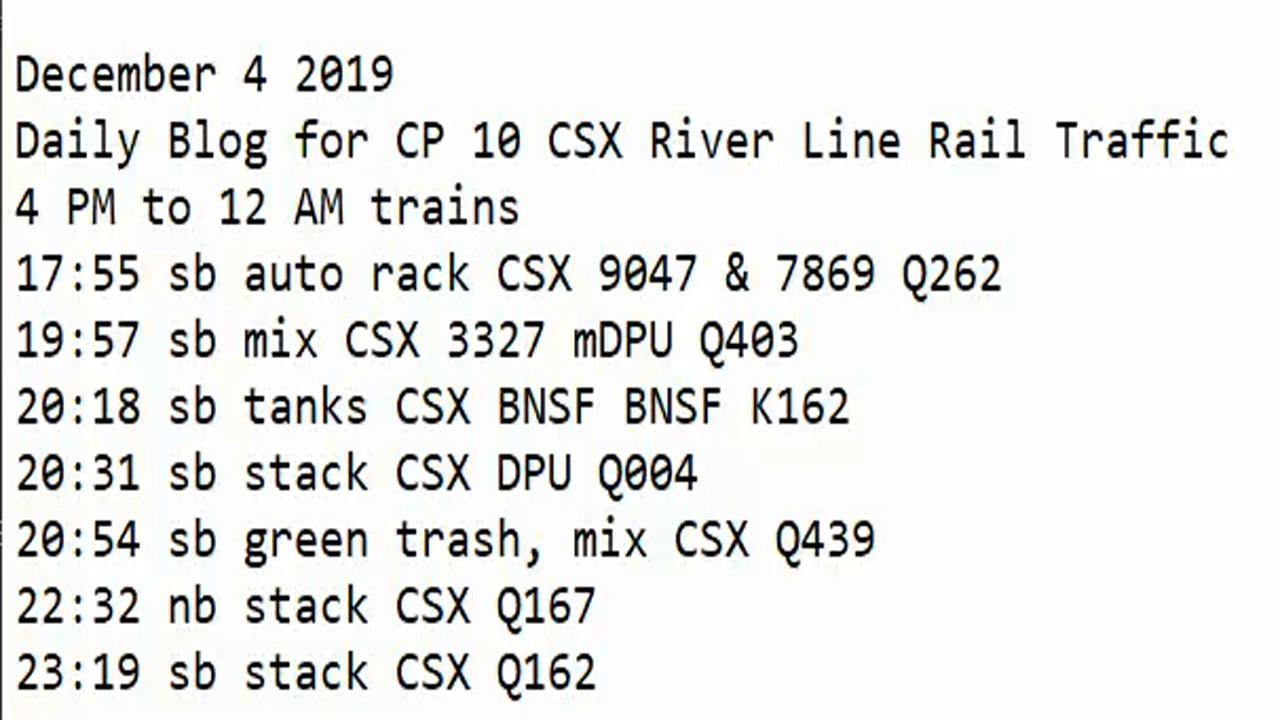 December 4 2019
Daily Blog for CP 10 CSX River Line Rail Traffic
4 PM to 12 AM trains
17:55 sb auto rack CSX 9047 & 7869 Q262
19:57 sb mix CSX 3327 mDPU Q403
20:18 sb tanks CSX BNSF BNSF K162
20:31 sb stack CSX DPU Q004
20:54 sb green trash, mix CSX Q439
22:32 nb stack CSX Q167
23:19 sb stack CSX Q162